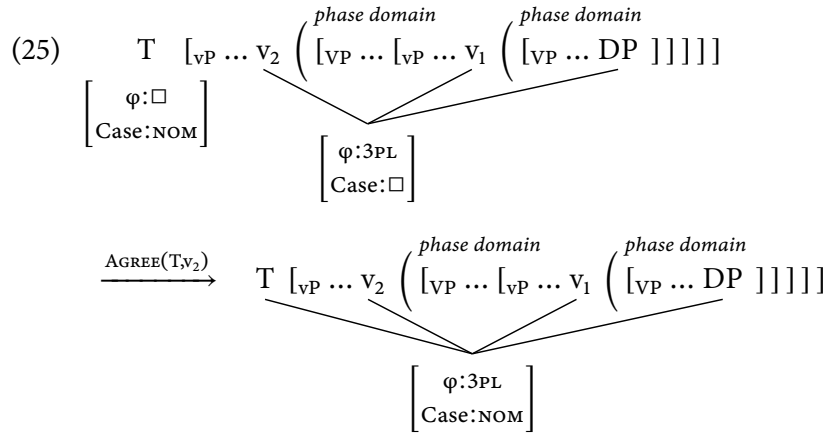 phase domain phase domain
(25) T [vP ... v2 ( [VP ... [vP ... v1 ( [VP ... DP ]]]]]
[φ:□ Case:NOM]
[φ:3PL Case:□]
AGREE(T,v2)
phase domain phase domain
T [vP ... v2 ( [VP ... [vP ... v1 ( [VP ... DP ]]]]]
[φ:3PL Case:NOM]